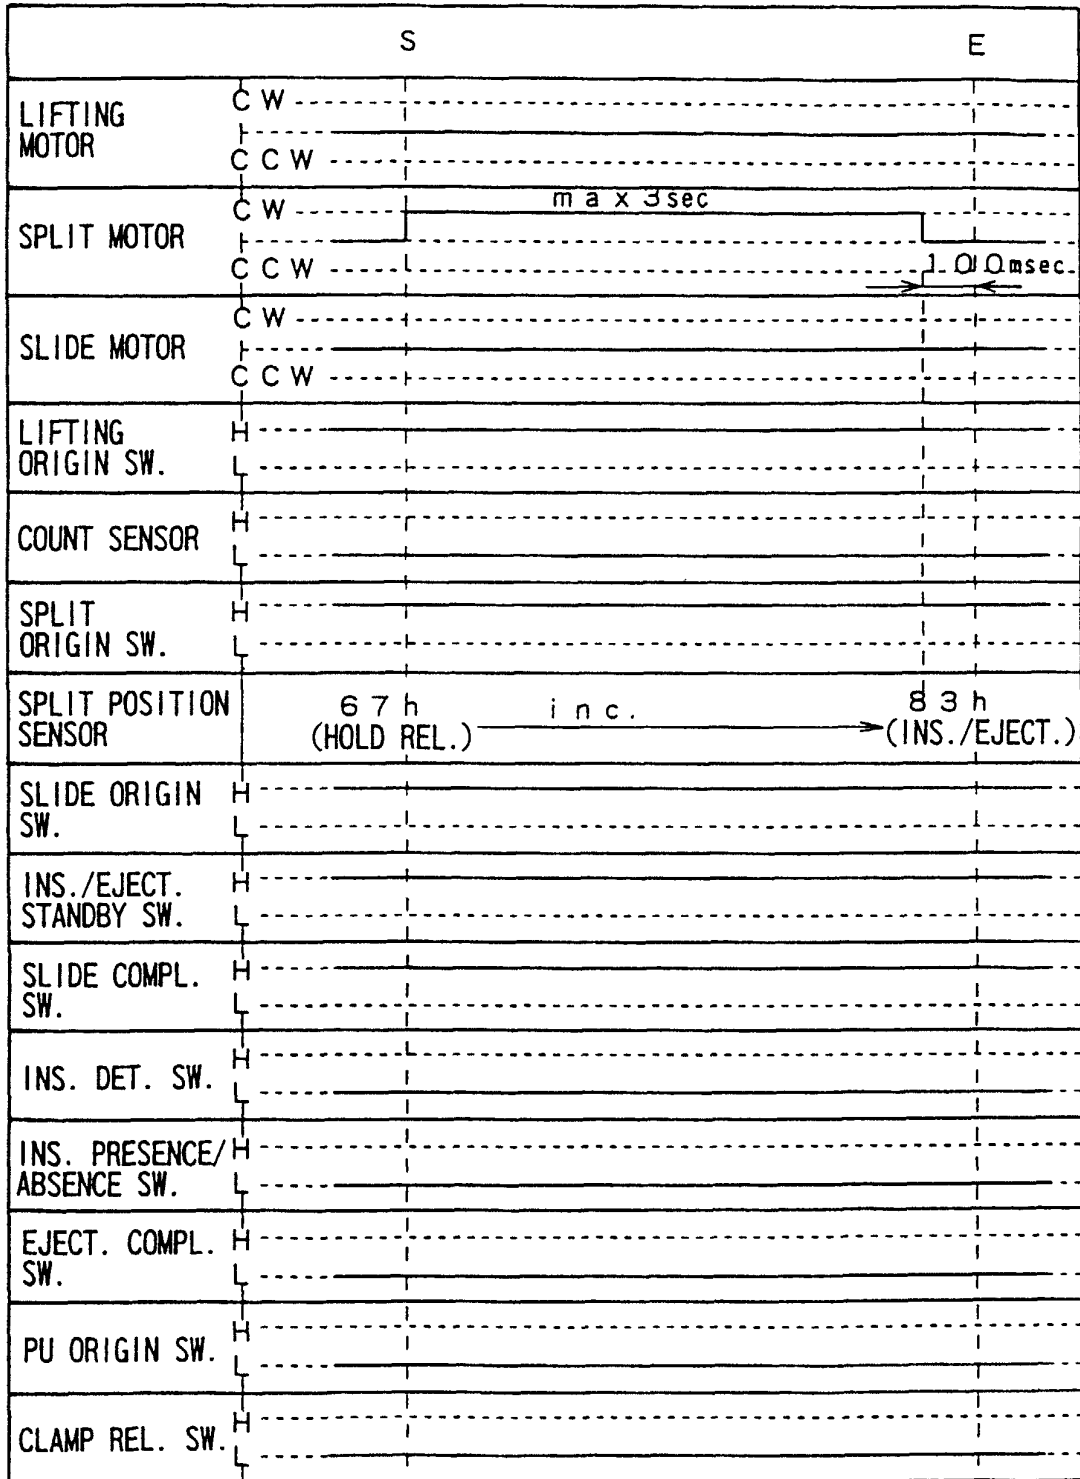 S E
LIFTING MOTOR CW
CCW
SPLIT MOTOR CW max 3sec
CCW 100msec
SLIDE MOTOR CW
CCW
LIFTING ORIGIN SW. H
L
COUNT SENSOR H
L
SPLIT ORIGIN SW. H
L
SPLIT POSITION SENSOR 67h inc. 83h
(HOLD REL.) (INS./EJECT.)
SLIDE ORIGIN SW. H
L
INS./EJECT. STANDBY SW. H
L
SLIDE COMPL. SW. H
L
INS. DET. SW. H
L
INS. PRESENCE/ABSENCE SW. H
L
EJECT. COMPL. SW. H
L
PU ORIGIN SW. H
L
CLAMP REL. SW. H
L